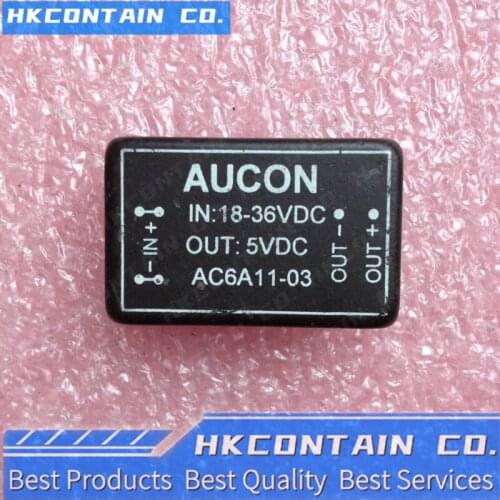 HKCONTAIN CO.
AUCON
IN:18-36VDC
OUT: 5VDC
AC6A11-03
- IN +
OUT -
OUT +
HKCONTAIN CO.
Best Products Best Quality Best Services